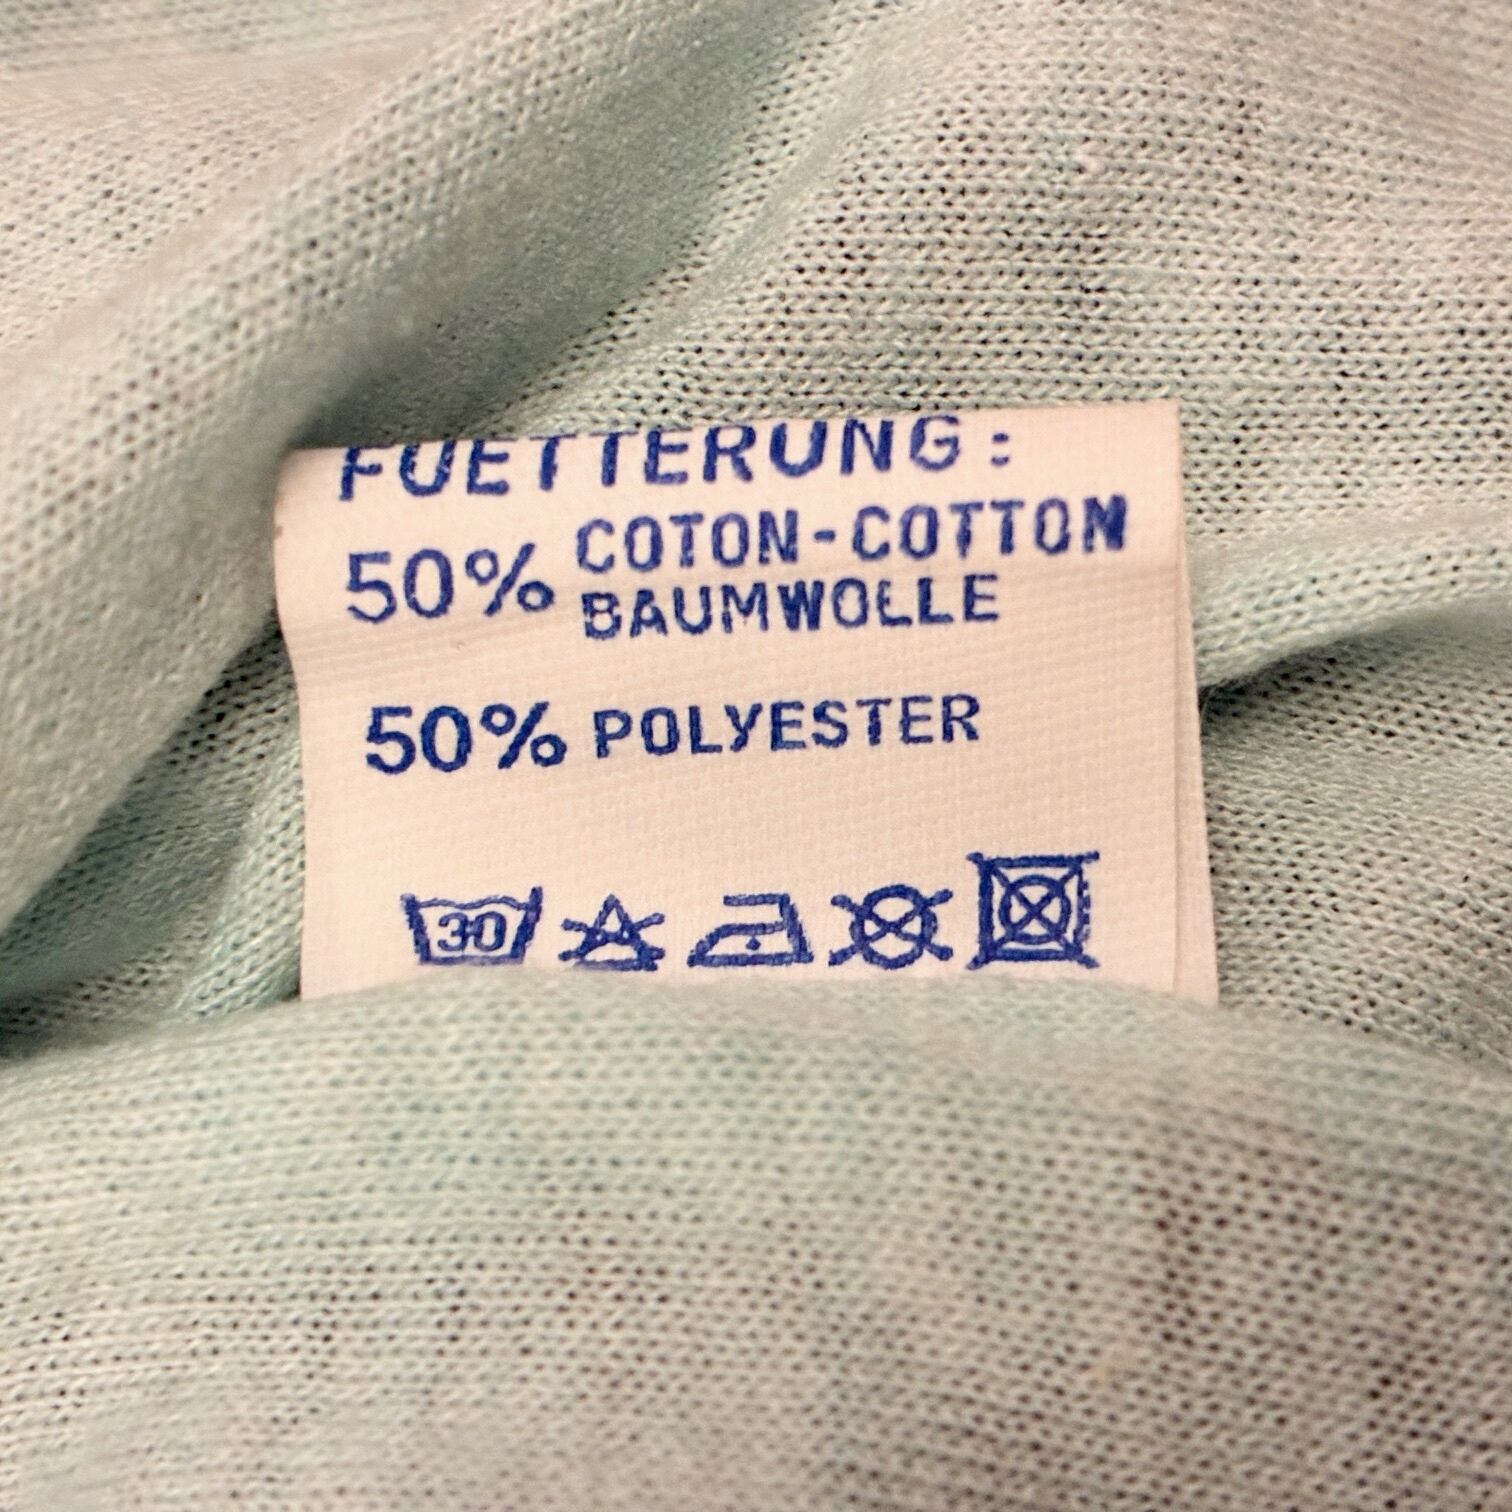 FUETTERUNG:
50% COTON-COTTON
BAUMWOLLE
50% POLYESTER
30